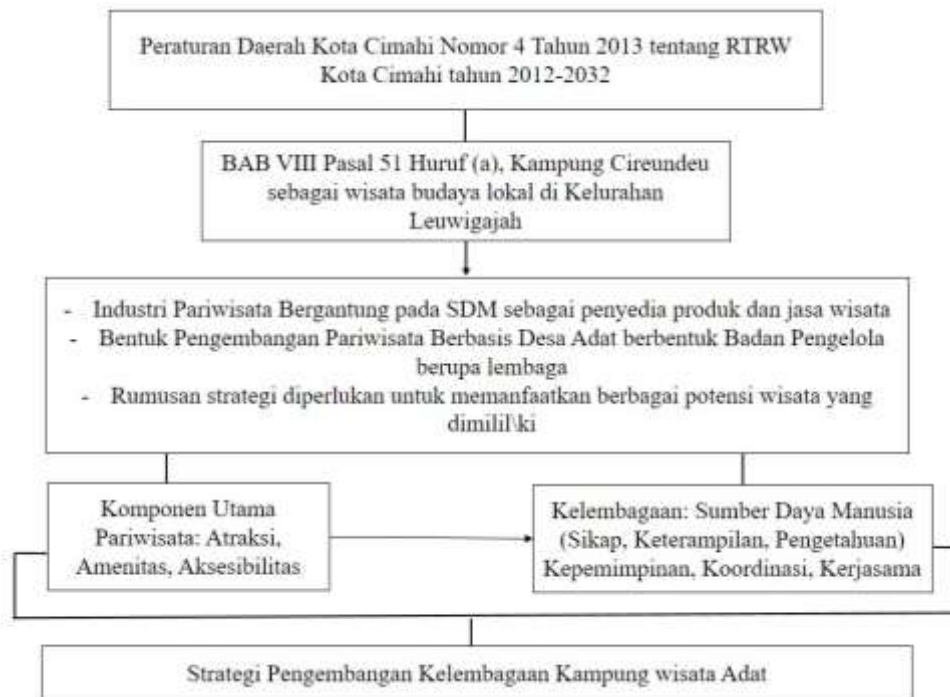 Peraturan Daerah Kota Cimahi Nomor 4 Tahun 2013 tentang RTRW
Kota Cimahi tahun 2012-2032
BAB VIII Pasal 51 Huruf (a), Kampung Cireundeu
sebagai wisata budaya lokal di Kelurahan
Leuwigajah
- Industri Pariwisata Bergantung pada SDM sebagai penyedia produk dan jasa wisata
- Bentuk Pengembangan Pariwisata Berbasis Desa Adat berbentuk Badan Pengelola
berupa lembaga
- Rumusan strategi diperlukan untuk memanfaatkan berbagai potensi wisata yang
dimilil\ki
Komponen Utama
Pariwisata: Atraksi,
Amenitas, Aksesibilitas
Kelembagaan: Sumber Daya Manusia
(Sikap, Keterampilan, Pengetahuan)
Kepemimpinan, Koordinasi, Kerjasama
Strategi Pengembangan Kelembagaan Kampung wisata Adat